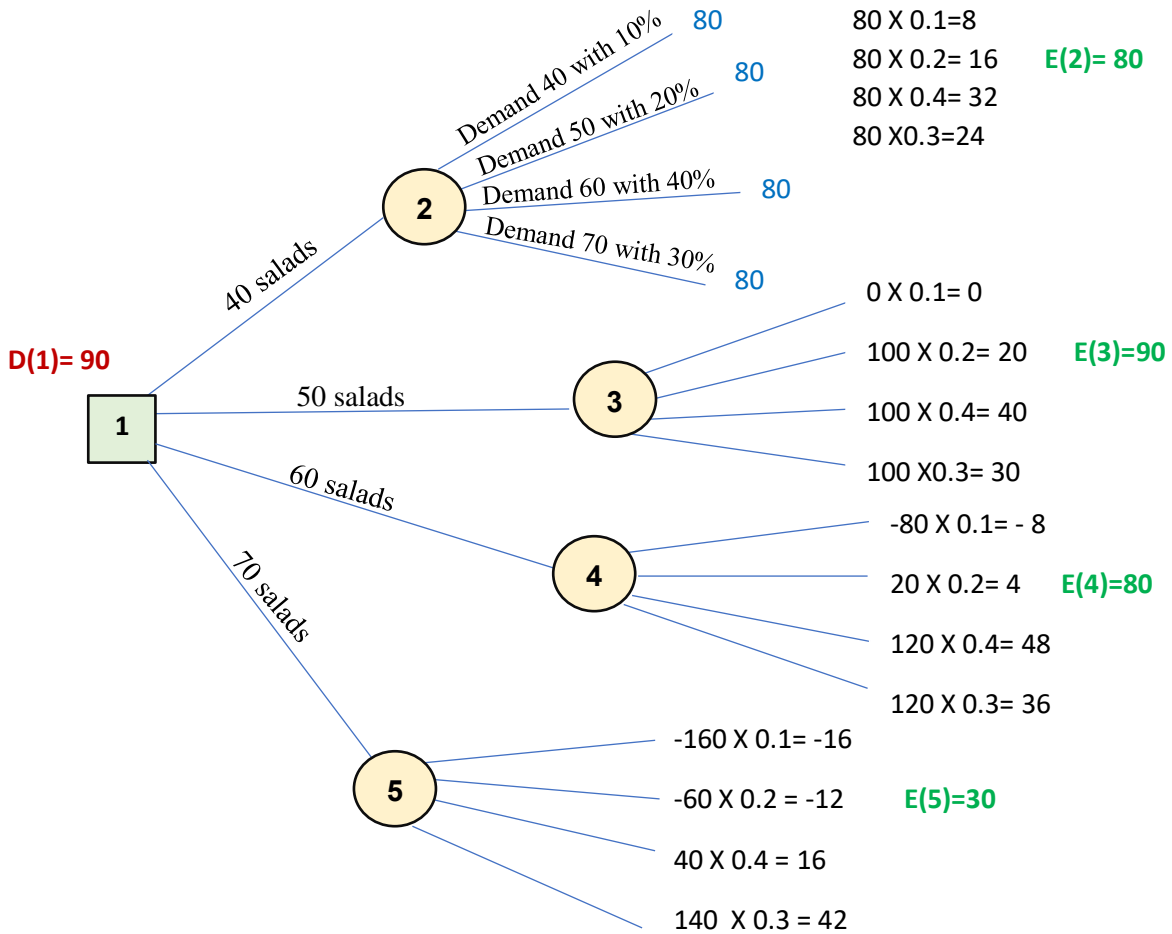 Demand 40 with 10%
80
80 X 0.1=8
Demand 50 with 20%
80
80 X 0.2= 16
E(2)= 80
80 X 0.4= 32
80 X0.3=24
2
Demand 60 with 40%
80
Demand 70 with 30%
80
40 salads
0 X 0.1= 0
D(1)= 90
100 X 0.2= 20
E(3)=90
1
50 salads
3
100 X 0.4= 40
100 X0.3= 30
60 salads
4
-80 X 0.1= - 8
20 X 0.2= 4
E(4)=80
120 X 0.4= 48
120 X 0.3= 36
70 salads
5
-160 X 0.1= -16
-60 X 0.2 = -12
E(5)=30
40 X 0.4 = 16
140 X 0.3 = 42